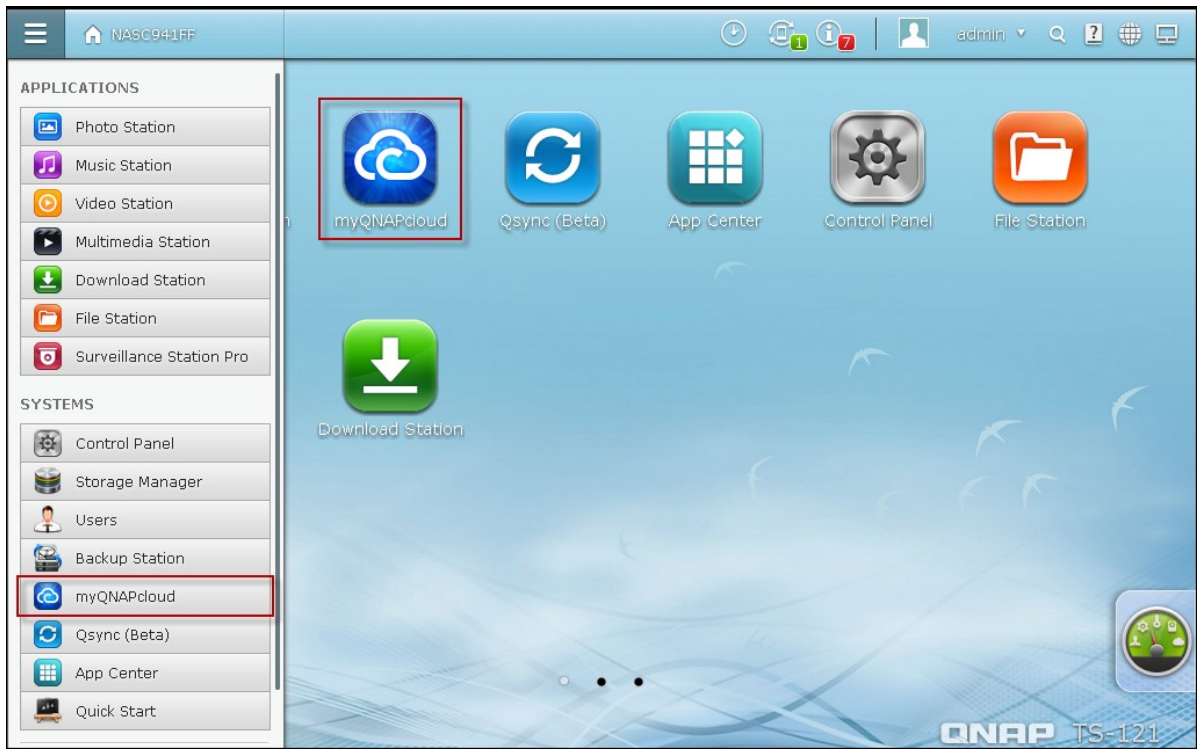 NASC941FF
1
7
admin
?
APPLICATIONS
Photo Station
Music Station
Video Station
Multimedia Station
Download Station
File Station
Surveillance Station Pro
SYSTEMS
Control Panel
Storage Manager
Users
Backup Station
myQNAPcloud
Qsync (Beta)
App Center
Quick Start
n
myQNAPcloud
Qsync (Beta)
App Center
Control Panel
File Station
Download Station
QNAP TS-121